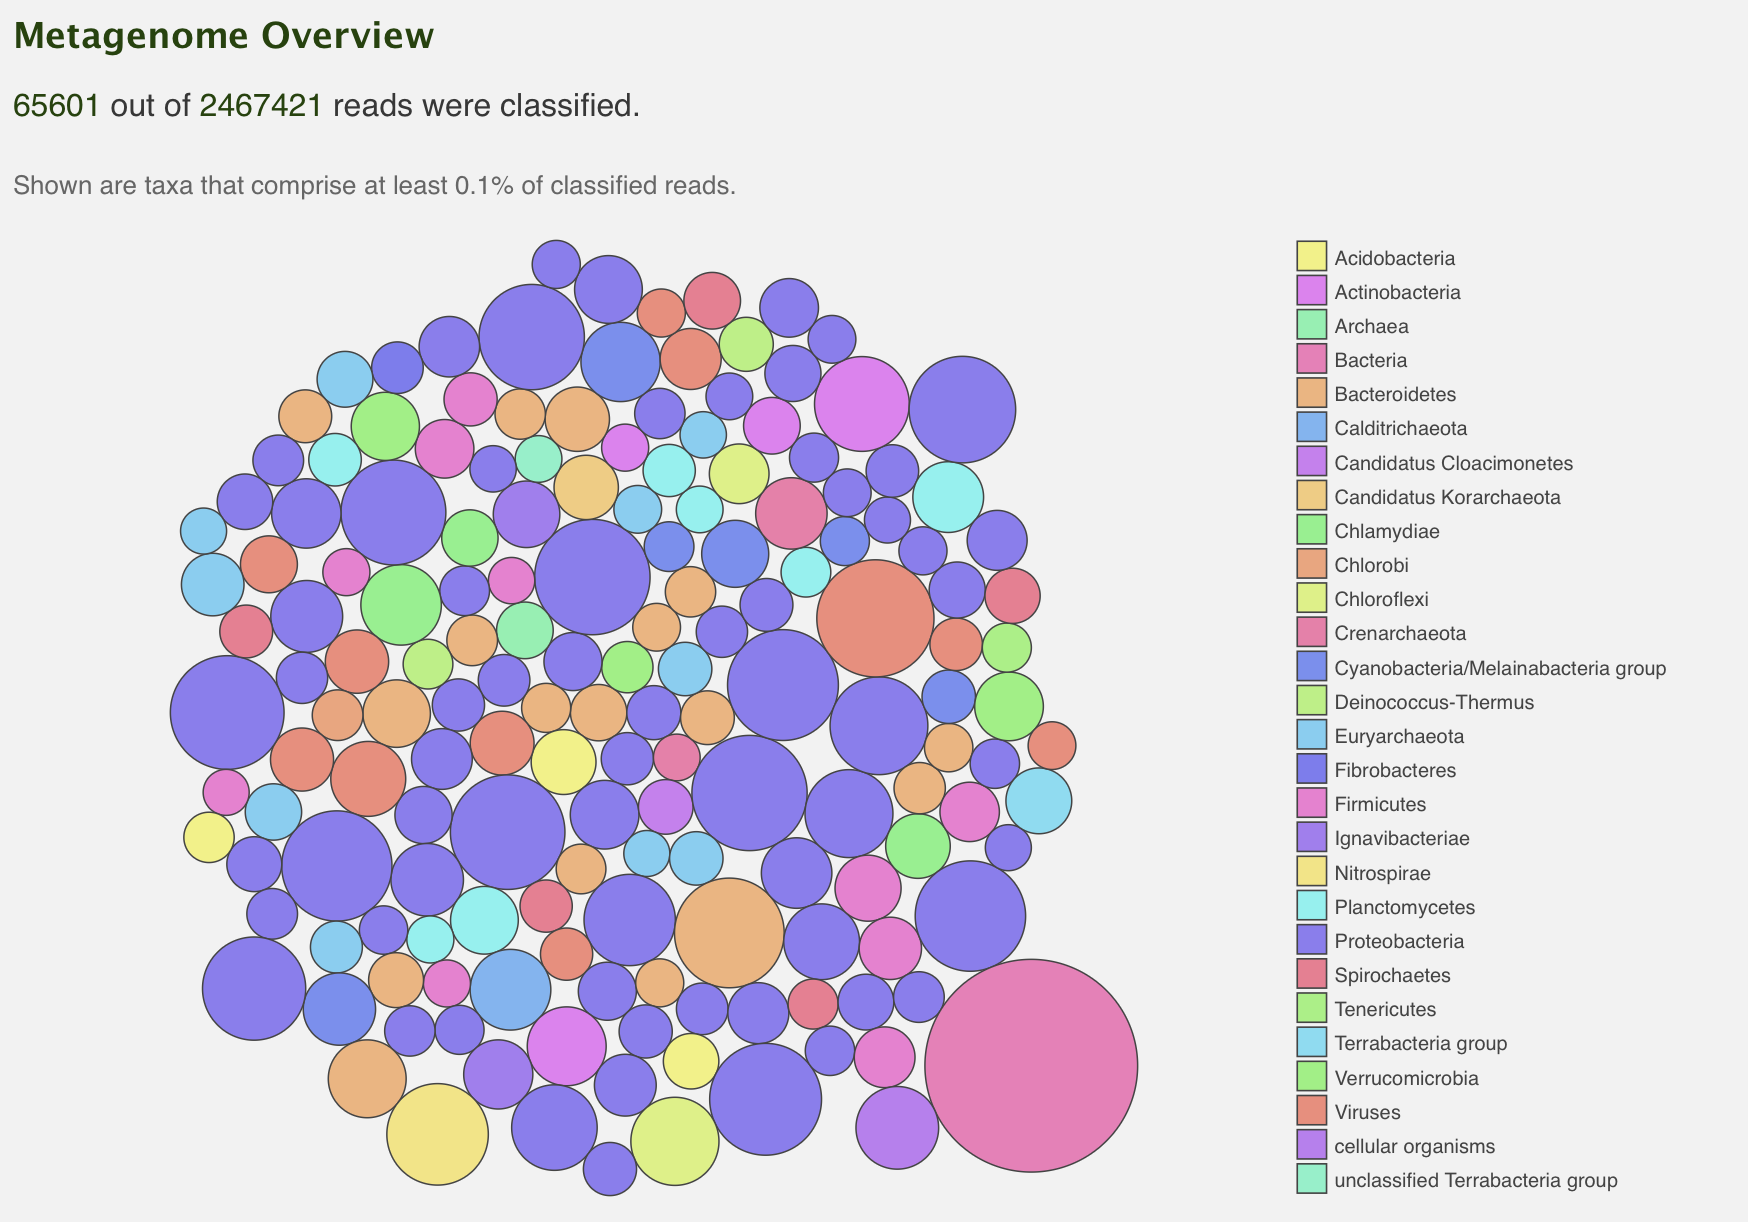 Metagenome Overview
65601 out of 2467421 reads were classified.
Shown are taxa that comprise at least 0.1% of classified reads.
Acidobacteria
Actinobacteria
Archaea
Bacteria
Bacteroidetes
Calditrichaeota
Candidatus Cloacimonetes
Candidatus Korarchaeota
Chlamydiae
Chlorobi
Chloroflexi
Crenarchaeota
Cyanobacteria/Melainabacteria group
Deinococcus-Thermus
Euryarchaeota
Fibrobacteres
Firmicutes
Ignavibacteriae
Nitrospirae
Planctomycetes
Proteobacteria
Spirochaetes
Tenericutes
Terrabacteria group
Verrucomicrobia
Viruses
cellular organisms
unclassified Terrabacteria group